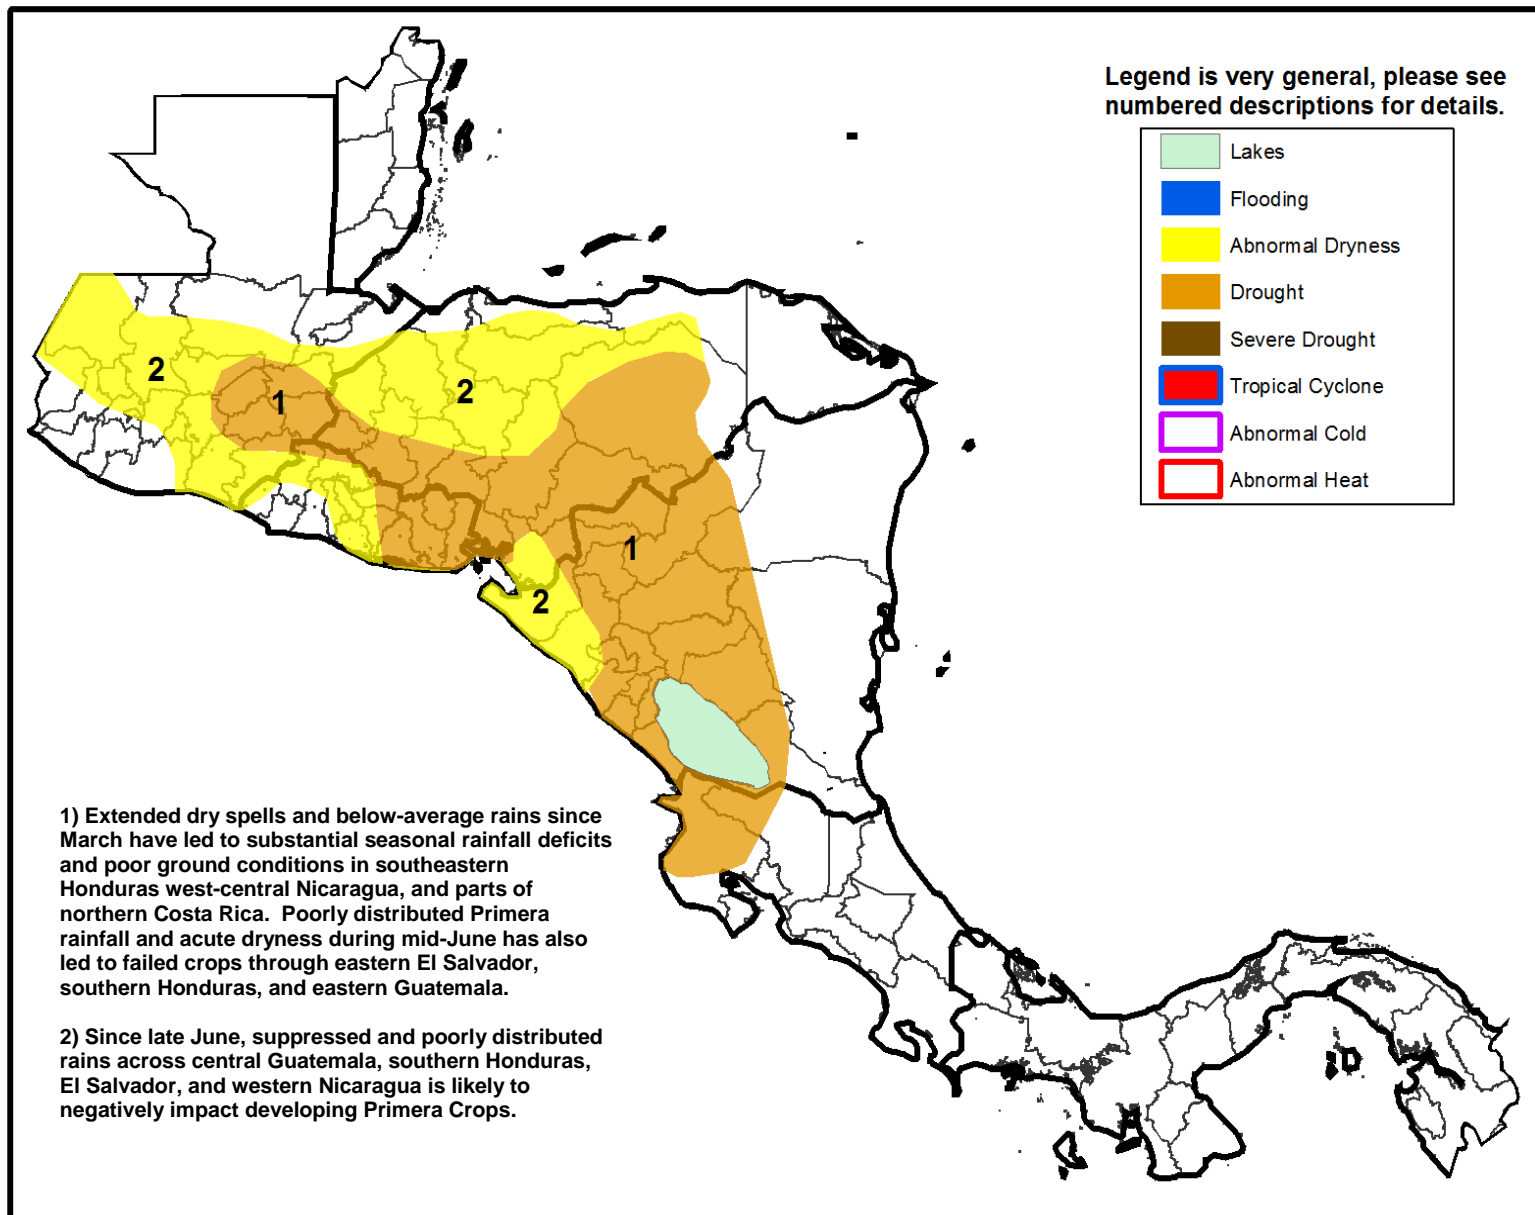 Legend is very general, please see
numbered descriptions for details.
Lakes
Flooding
Abnormal Dryness
Drought
Severe Drought
Tropical Cyclone
Abnormal Cold
Abnormal Heat
2
1
2
1
2
1) Extended dry spells and below-average rains since
March have led to substantial seasonal rainfall deficits
and poor ground conditions in southeastern
Honduras west-central Nicaragua, and parts of
northern Costa Rica.  Poorly distributed Primera
rainfall and acute dryness during mid-June has also
led to failed crops through eastern El Salvador,
southern Honduras, and eastern Guatemala.
2) Since late June, suppressed and poorly distributed
rains across central Guatemala, southern Honduras,
El Salvador, and western Nicaragua is likely to
negatively impact developing Primera Crops.